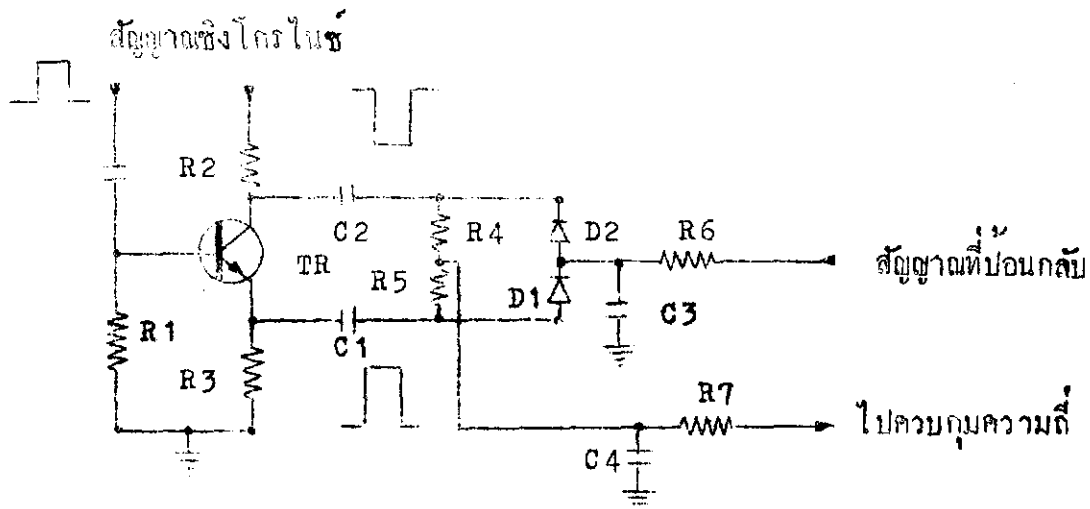 สัญญาณซิงโครไนซ์
R2
C2
R4
D2
R6
TR
R5
D1
C3
สัญญาณที่ป้อนกลับ
R1
C1
R3
R7
ไปควบคุมความถี่
C4